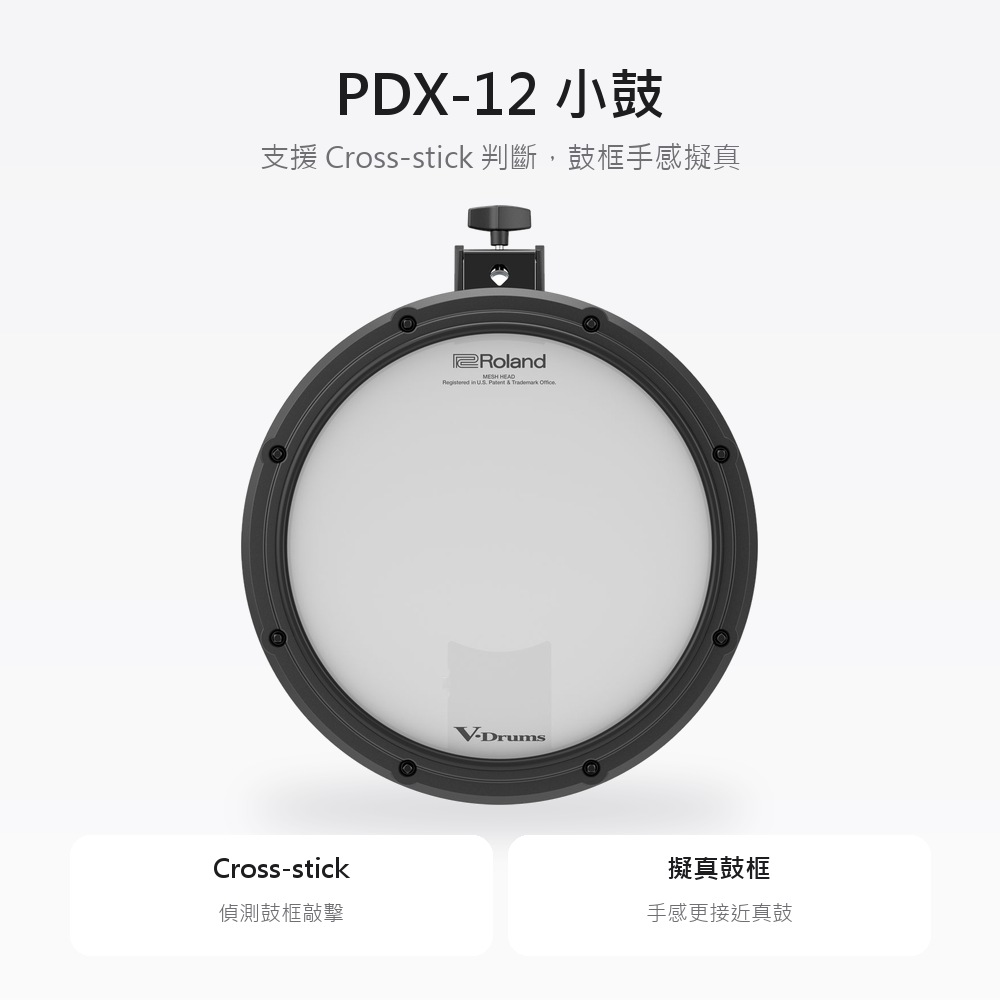 PDX-12 小鼓
支援 Cross-stick 判斷，鼓框手感擬真
Roland
MESH HEAD
Registered in U.S. Patent & Trademark Office.
V-Drums
Cross-stick
擬真鼓框
偵測鼓框敲擊
手感更接近真鼓